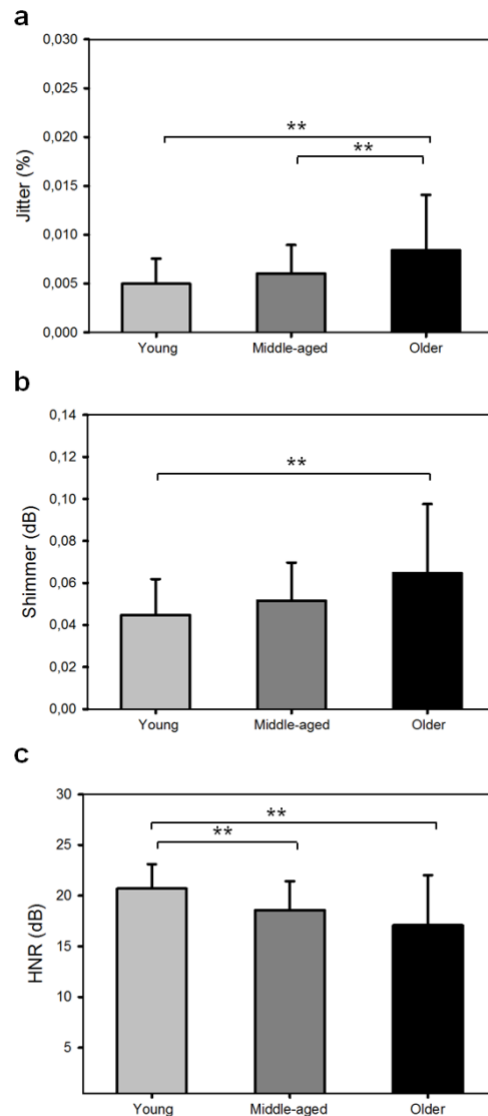 a
0,030
0,025
0,020
0,015
0,010
0,005
0,000
Jitter (%)
**
**
Young Middle-aged Older
b
0,14
0,12
0,10
0,08
0,06
0,04
0,02
0,00
Shimmer (dB)
**
Young Middle-aged Older
c
30
25
20
15
10
5
HNR (dB)
**
**
Young Middle-aged Older